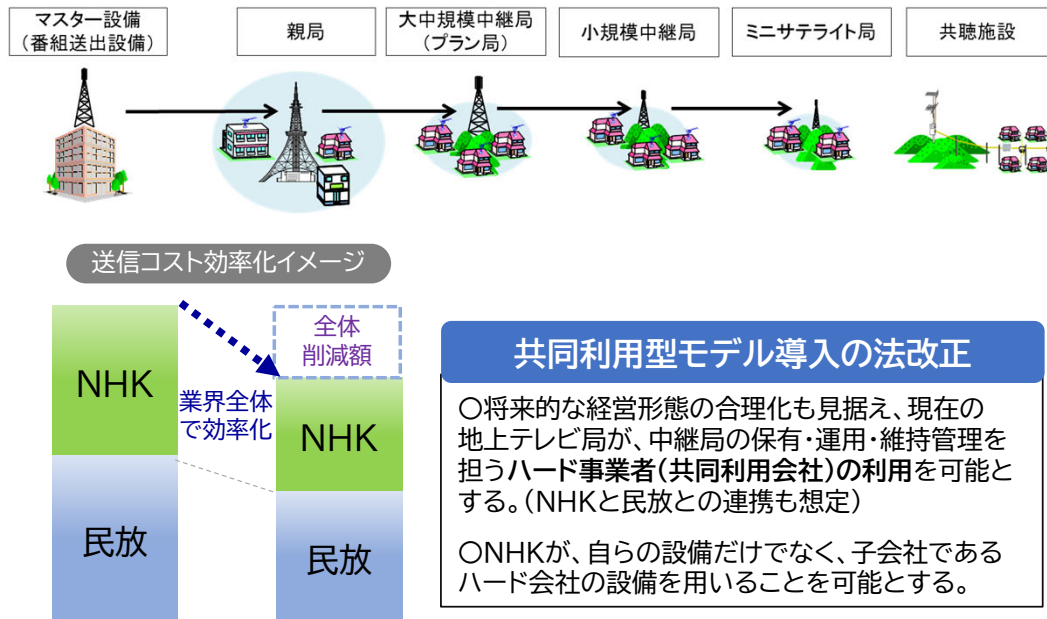 マスター設備
(番組送出設備)
親局
大中規模中継局
(プラン局)
小規模中継局
ミニサテライト局
共聴施設
送信コスト効率化イメージ
NHK
民放
業界全体
で効率化
全体
削減額
NHK
民放
共同利用型モデル導入の法改正
〇将来的な経営形態の合理化も見据え、現在の
地上テレビ局が、中継局の保有・運用・維持管理を
担うハード事業者(共同利用会社)の利用を可能と
する。(NHKと民放との連携も想定)
〇NHKが、自らの設備だけでなく、子会社である
ハード会社の設備を用いることを可能とする。